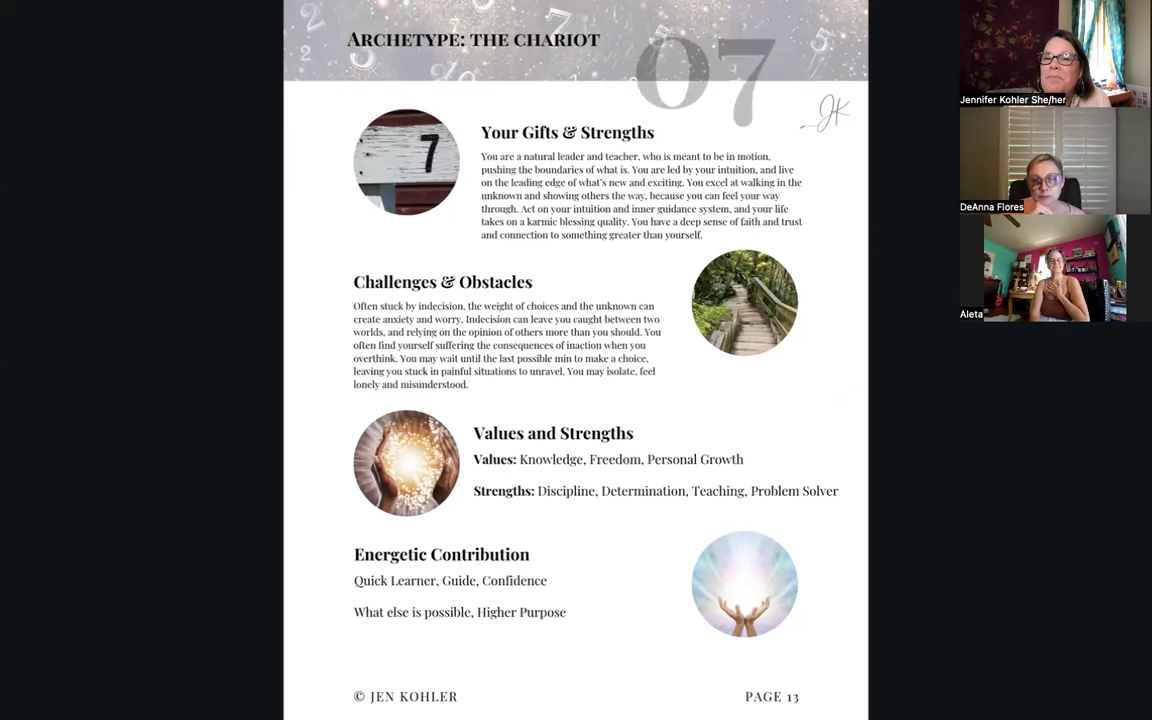 ARCHETYPE: THE CHARIOT
07
JK
7
Your Gifts & Strengths
You are a natural leader and teacher, who is meant to be in motion,
pushing the boundaries of what is. You are led by your intuition, and live
on the leading edge of what's new and exciting. You excel at walking in the
unknown and showing others the way, because you can feel your way
through. Act on your intuition and inner guidance system, and your life
takes on a karmic blessing quality. You have a deep sense of faith and trust
and connection to something greater than yourself.
Challenges & Obstacles
Often stuck by indecision, the weight of choices and the unknown can
create anxiety and worry. Indecision can leave you caught between two
worlds, and relying on the opinion of others more than you should. You
often find yourself suffering the consequences of inaction when you
overthink. You may wait until the last possible min to make a choice,
leaving you stuck in painful situations to unravel. You may isolate, feel
lonely and misunderstood.
Values and Strengths
Values: Knowledge, Freedom, Personal Growth
Strengths: Discipline, Determination, Teaching, Problem Solver
Energetic Contribution
Quick Learner, Guide, Confidence
What else is possible, Higher Purpose
© JEN KOHLER
PAGE 13
Jennifer Kohler She/her
DeAnna Flores
Aleta